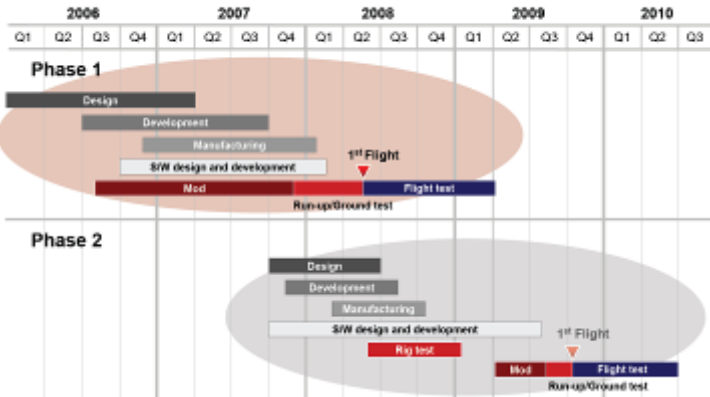 2006 2007 2008 2009 2010
Q1 Q2 Q3 Q4 Q1 Q2 Q3 Q4 Q1 Q2 Q3 Q4 Q1 Q2 Q3 Q4 Q1 Q2 Q3
Phase 1
Design
Development
Manufacturing
1st Flight
S/W design and development
Mod Flight test
Run-up/Ground test
Phase 2
Design
Development
Manufacturing
S/W design and development
1st Flight
Rig test
Mod Flight test
Run-up/Ground test